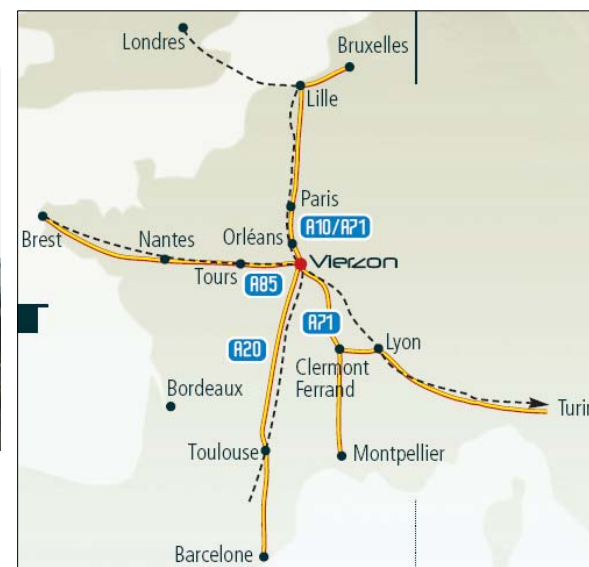 Londres
Bruxelles
Lille
Paris
A10/A71
Orléans
Brest
Nantes
Tours
Vierzon
A85
A71
A20
Lyon
Clermont
Ferrand
Bordeaux
Turin
Toulouse
Montpellier
Barcelone